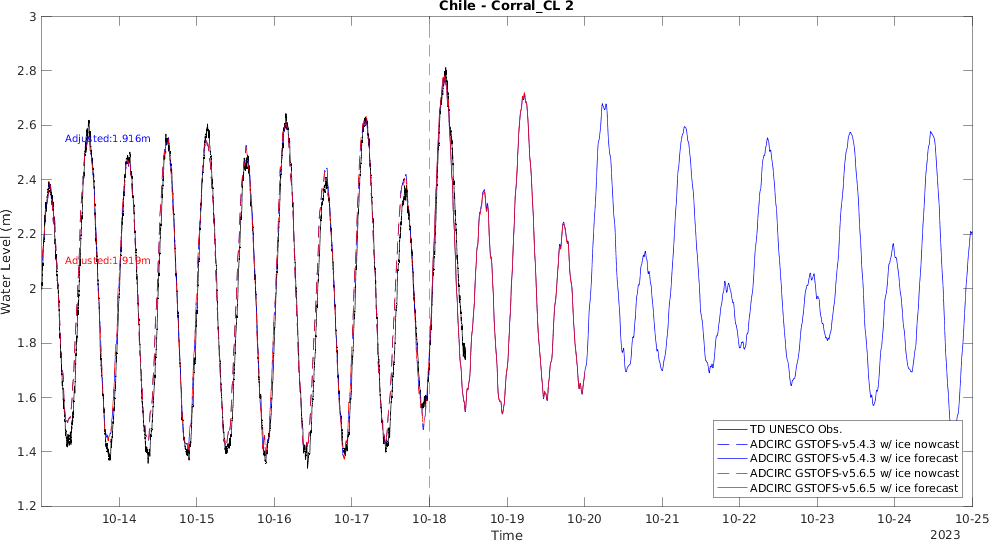 Chile - Corral_CL 2
3
2.8
2.6
2.4
2.2
2
1.8
1.6
1.4
1.2
Water Level (m)
Adjusted:1.916m
Adjusted:1.919m
10-14
10-15
10-16
10-17
10-18
10-19
10-20
10-21
10-22
10-23
10-24
10-25
Time
2023
TD UNESCO Obs.
ADCIRC GSTOFS-v5.4.3 w/ ice nowcast
ADCIRC GSTOFS-v5.4.3 w/ ice forecast
ADCIRC GSTOFS-v5.6.5 w/ ice nowcast
ADCIRC GSTOFS-v5.6.5 w/ ice forecast